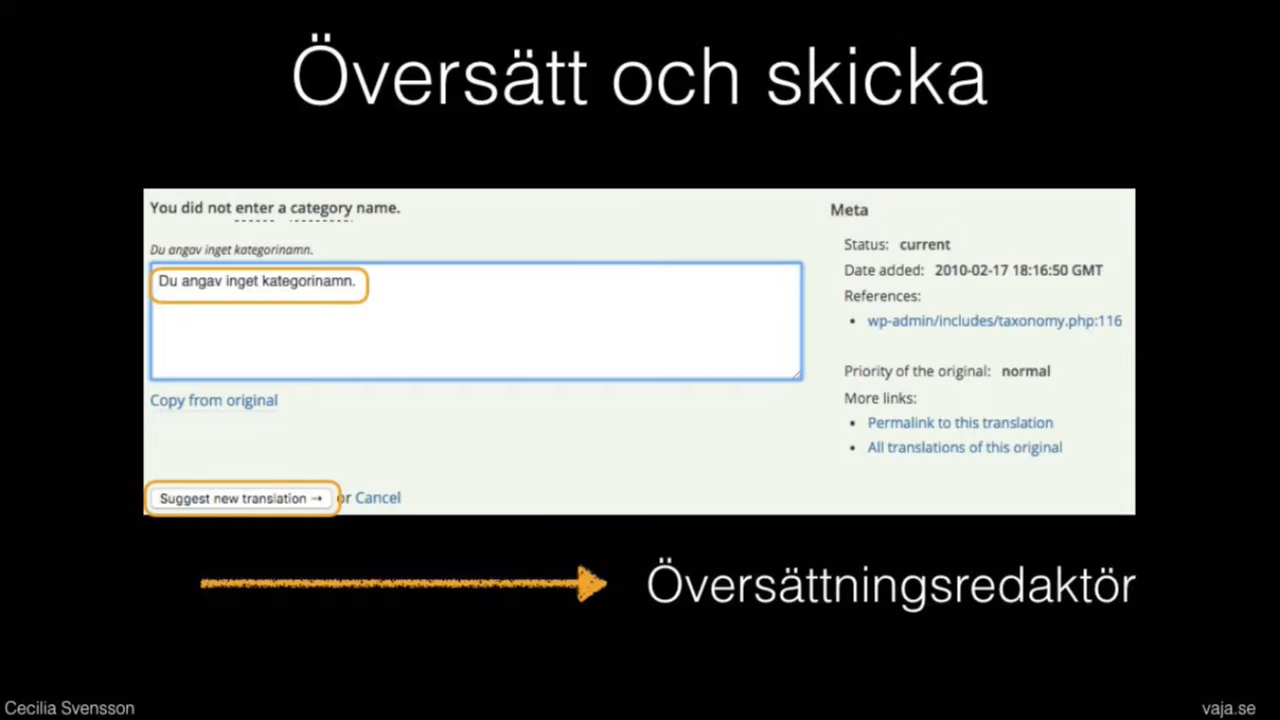 Översätt och skicka
You did not enter a category name.
Du angav inget kategorinamn.
Du angav inget kategorinamn.
Copy from original
Suggest new translation → or Cancel
Meta
Status: current
Date added: 2010-02-17 18:16:50 GMT
References:
• wp-admin/includes/taxonomy.php:116
Priority of the original: normal
More links:
• Permalink to this translation
• All translations of this original
Översättningsredaktör
Cecilia Svensson
vaja.se